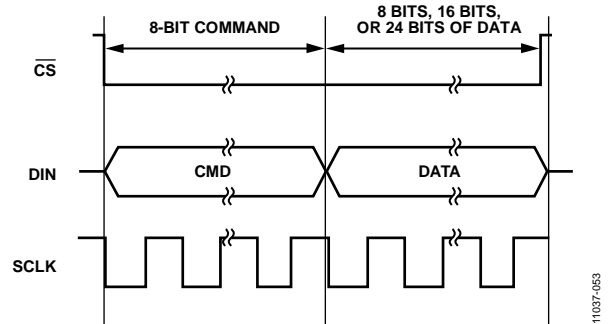 8-BIT COMMAND
8 BITS, 16 BITS,
OR 24 BITS OF DATA
CS
DIN
CMD
DATA
SCLK
11037-053